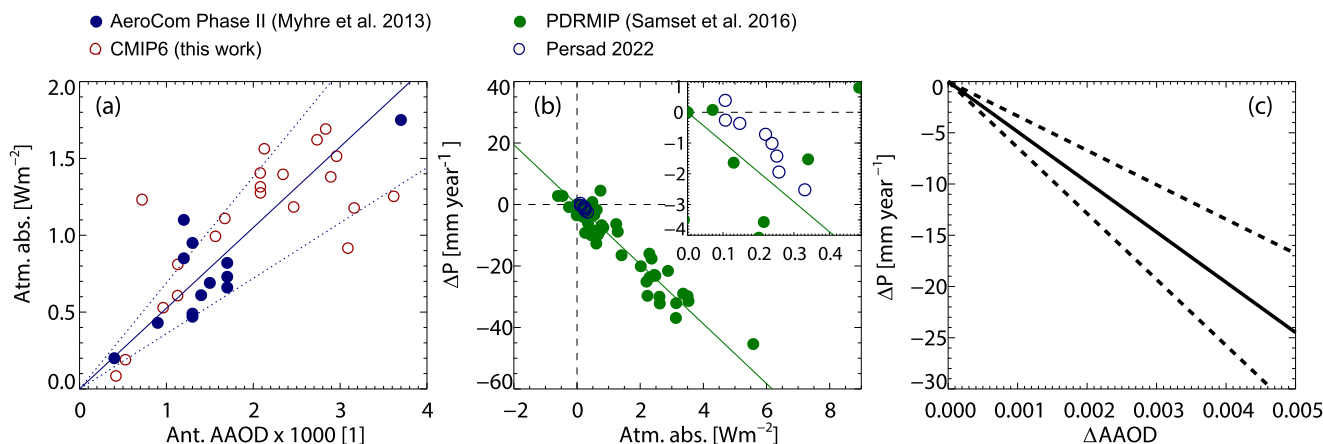 AeroCom Phase II (Myhre et al. 2013)
CMIP6 (this work)
PDRMIP (Samset et al. 2016)
Persad 2022
(a)
Atm. abs. [Wm−2]
2.0
1.5
1.0
0.5
0.0
0 1 2 3 4
Ant. AAOD x 1000 [1]
(b)
ΔP [mm year-1]
40
20
0
−20
−40
−60
−2 0 2 4 6 8
Atm. abs. [Wm−2]
1
0
−1
−2
−3
−4
0.0 0.1 0.2 0.3 0.4
(c)
ΔP [mm year−1]
0
−5
−10
−15
−20
−25
−30
0.000 0.001 0.002 0.003 0.004 0.005
ΔAAOD